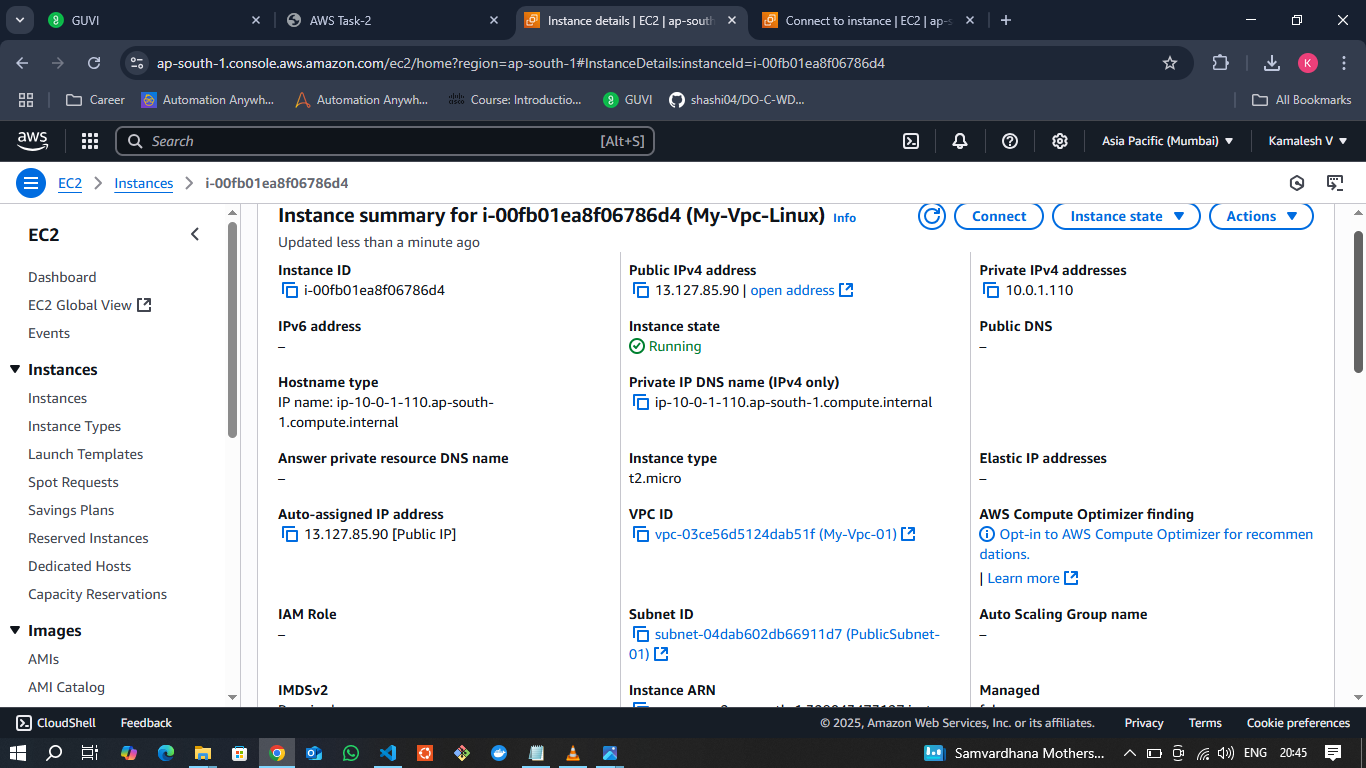 GUVI
AWS Task-2
Instance details | EC2 | ap-south
Connect to instance | EC2 | ap-s
ap-south-1.console.aws.amazon.com/ec2/home?region=ap-south-1#InstanceDetails:instanceId=i-00fb01ea8f06786d4
K
Career
Automation Anywh...
Automation Anywh...
Course: Introductio...
GUVI
shashi04/DO-C-WD...
All Bookmarks
aws
Search
[Alt+S]
Asia Pacific (Mumbai)
Kamalesh V
EC2
Instances
i-00fb01ea8f06786d4
EC2
Dashboard
EC2 Global View
Events
Instances
Instances
Instance Types
Launch Templates
Spot Requests
Savings Plans
Reserved Instances
Dedicated Hosts
Capacity Reservations
Images
AMIs
AMI Catalog
Instance summary for i-00fb01ea8f06786d4 (My-Vpc-Linux) Info
Connect
Instance state
Actions
Updated less than a minute ago
Instance ID
i-00fb01ea8f06786d4
Public IPv4 address
13.127.85.90 | open address
Private IPv4 addresses
10.0.1.110
IPv6 address
–
Instance state
Running
Public DNS
–
Hostname type
IP name: ip-10-0-1-110.ap-south-
1.compute.internal
Private IP DNS name (IPv4 only)
ip-10-0-1-110.ap-south-1.compute.internal
Answer private resource DNS name
–
Instance type
t2.micro
Elastic IP addresses
–
Auto-assigned IP address
13.127.85.90 [Public IP]
VPC ID
vpc-03ce56d5124dab51f (My-Vpc-01)
AWS Compute Optimizer finding
Opt-in to AWS Compute Optimizer for recommen
dations.
| Learn more
IAM Role
–
Subnet ID
subnet-04dab602db66911d7 (PublicSubnet-
01)
Auto Scaling Group name
–
IMDSv2
Instance ARN
Managed
CloudShell
Feedback
© 2025, Amazon Web Services, Inc. or its affiliates.
Privacy
Terms
Cookie preferences
Samvardhana Mothers...
ENG
20:45